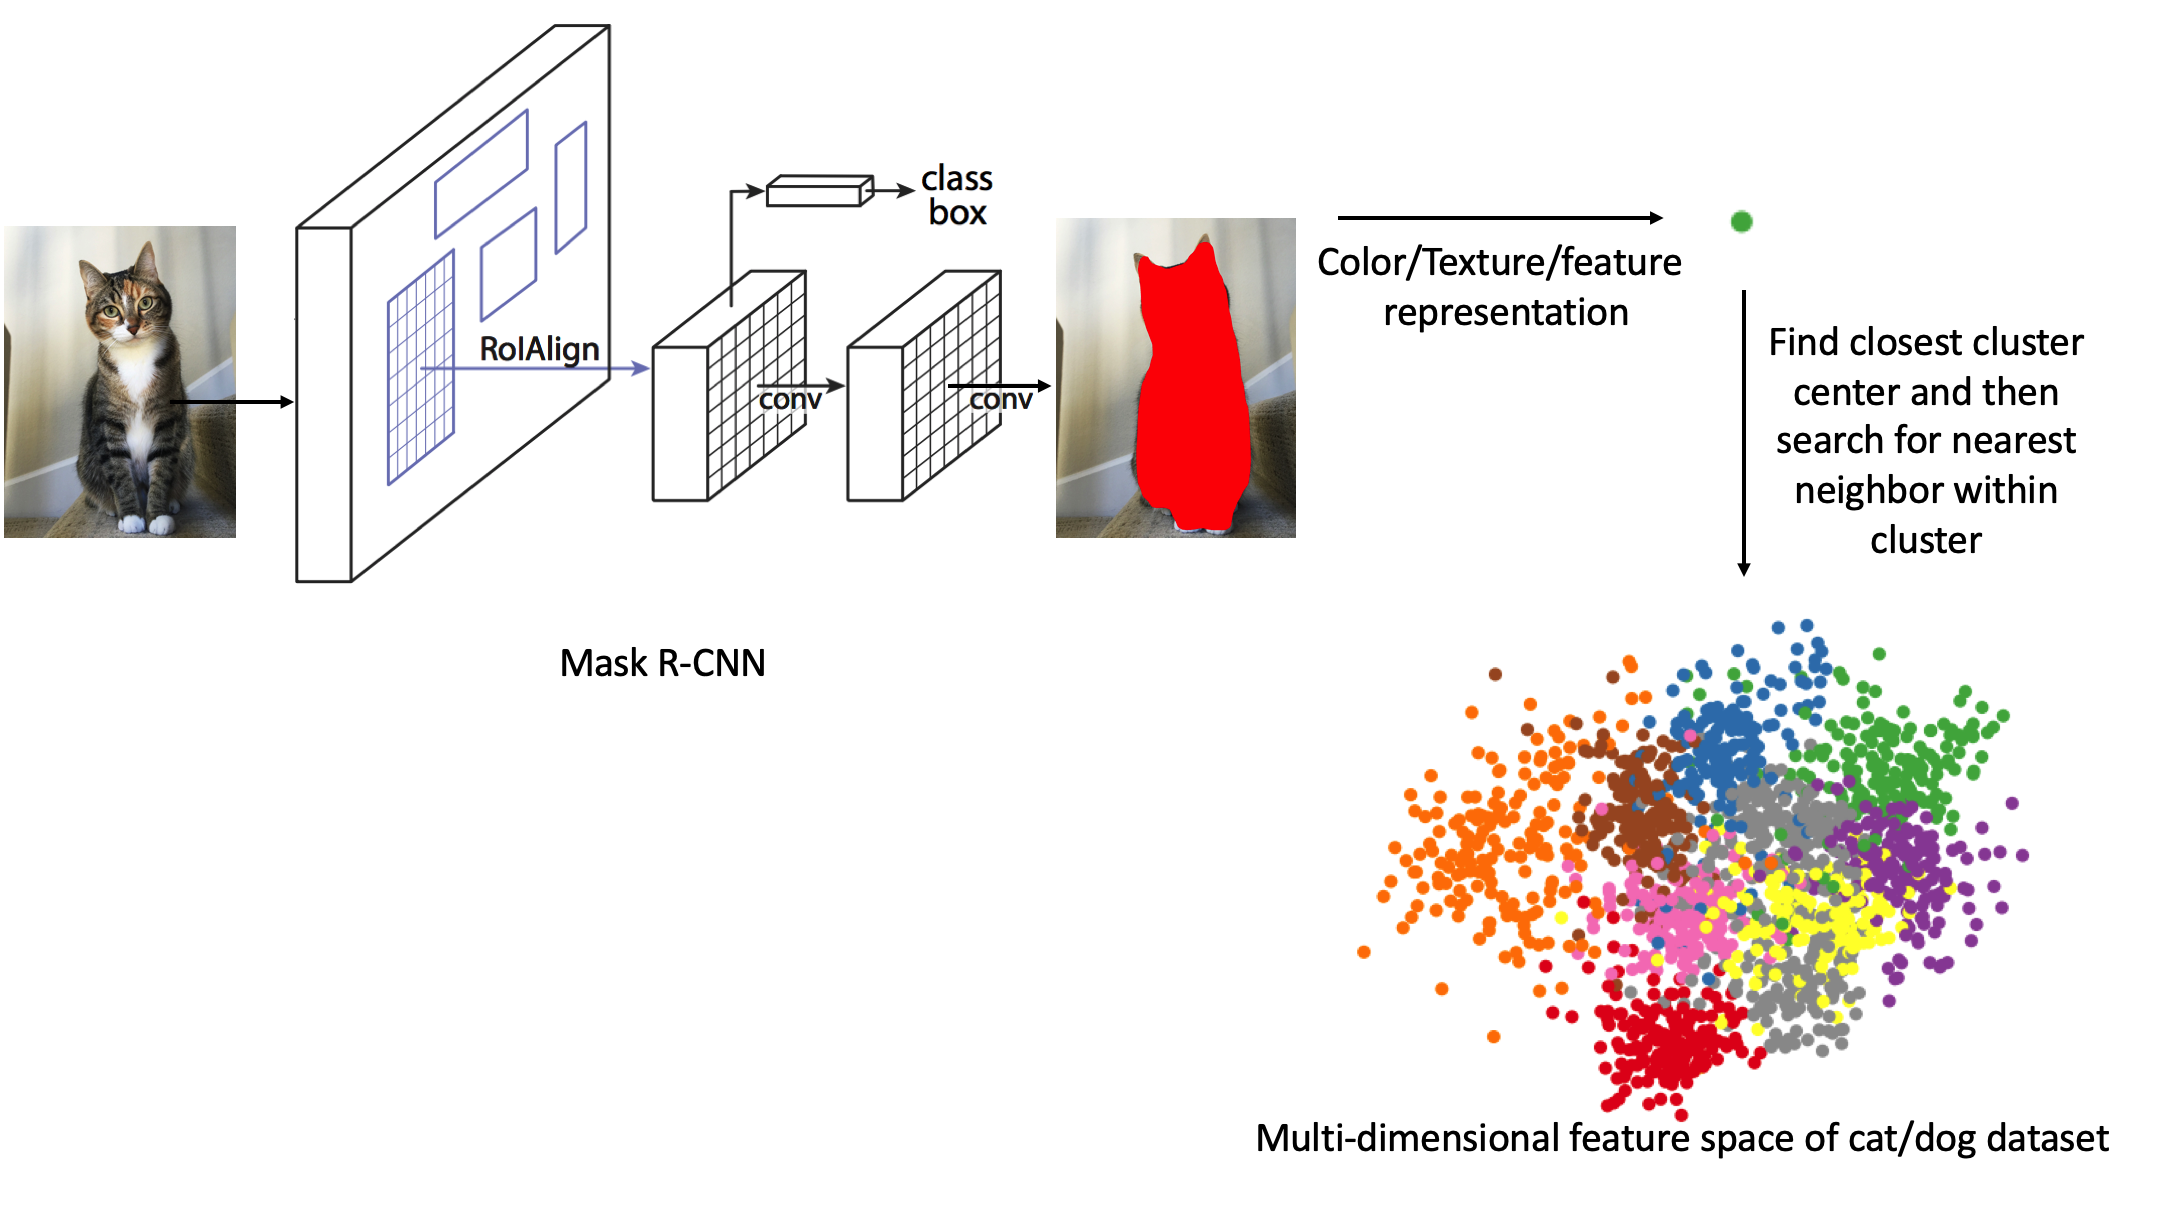 class
box
RoIAlign
conv
conv
Mask R-CNN
Color/Texture/feature
representation
Find closest cluster
center and then
search for nearest
neighbor within
cluster
Multi-dimensional feature space of cat/dog dataset